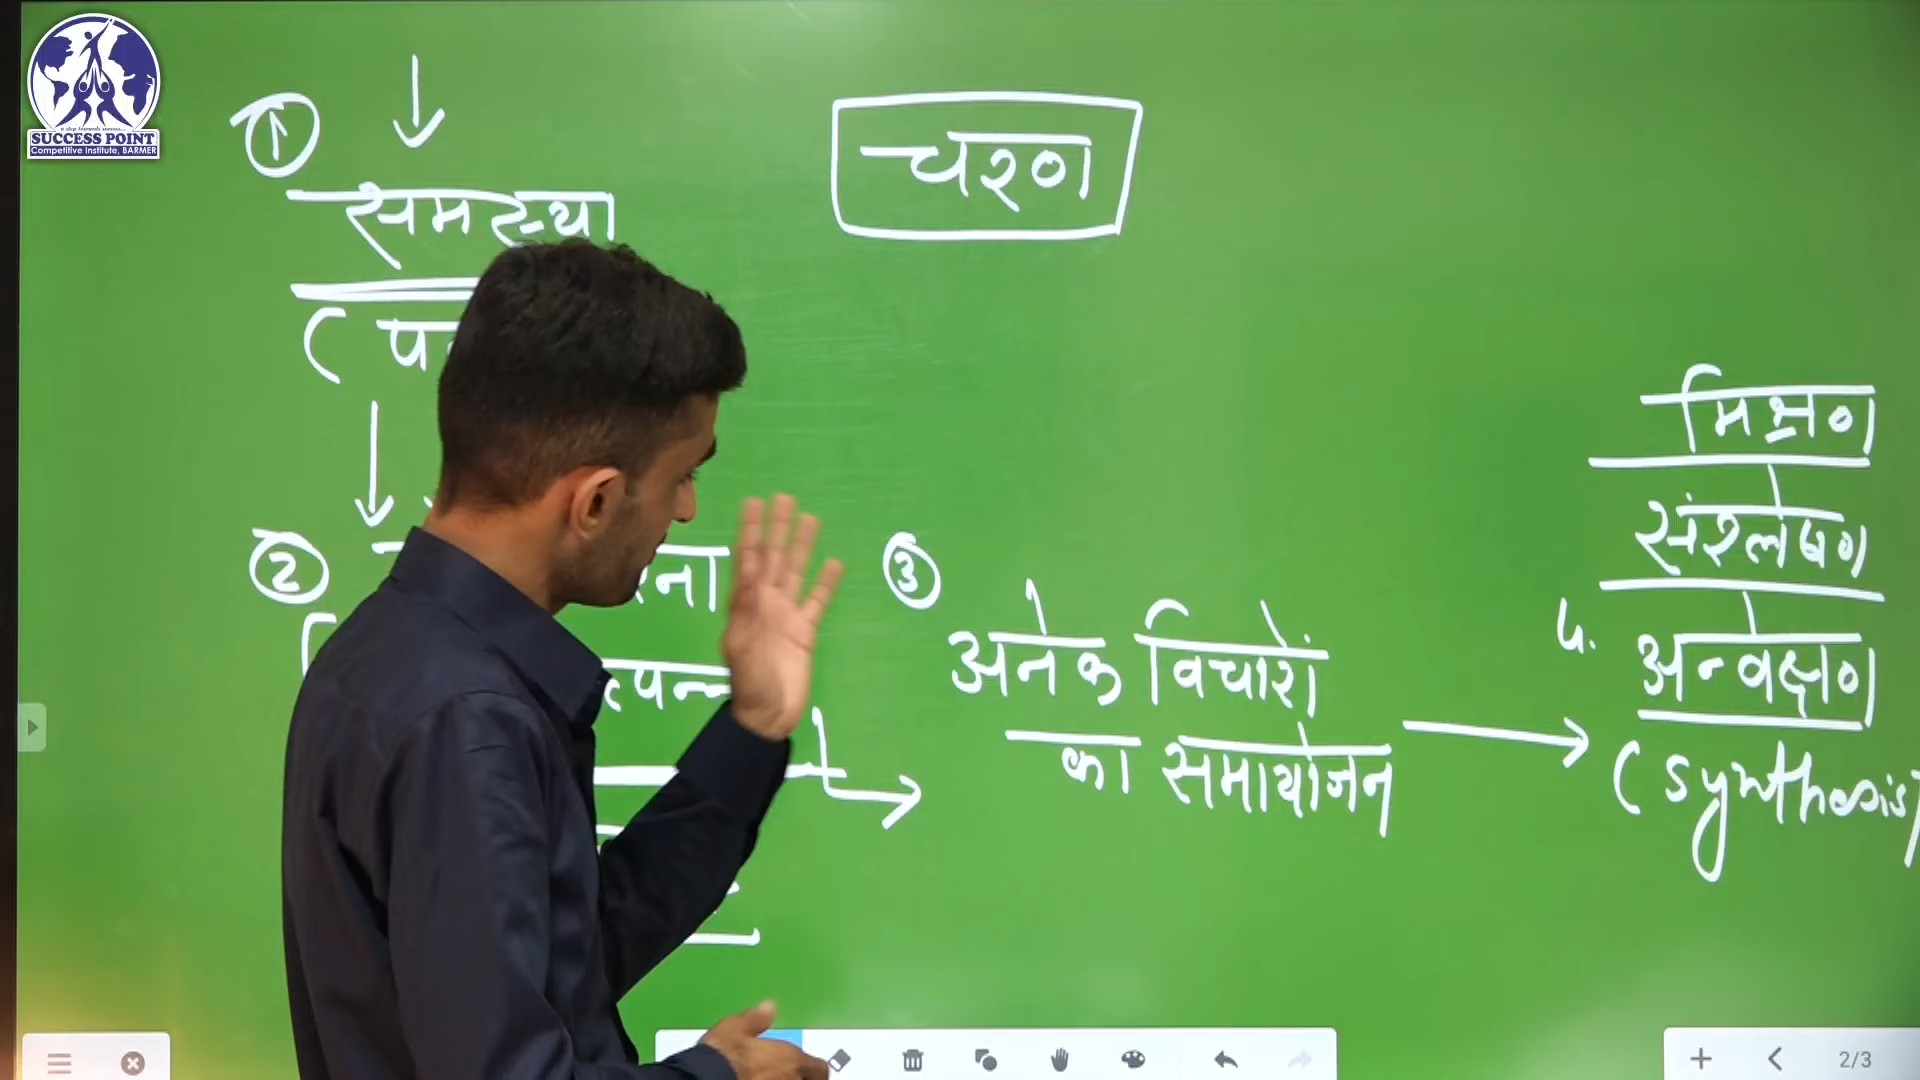 SUCCESS POINT
Competitive Institute, BARMER
चरण
①
समस्या
②
③
अनेक विचारों
का समायोजन
मिश्रण
संश्लेषण
4.
अन्वेक्षण
(synthesis)
2/3